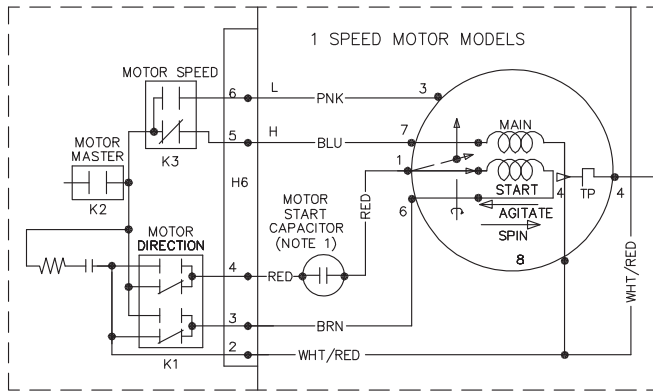 1 SPEED MOTOR MODELS
MOTOR SPEED
6
L
PNK
3
5
H
BLU
7
MAIN
K3
MOTOR
MASTER
K2
H6
1
START
4
TP
4
MOTOR
START
CAPACITOR
(NOTE 1)
RED
6
AGITATE
SPIN
8
MOTOR
DIRECTION
4
RED
WHT/RED
3
BRN
2
WHT/RED
K1